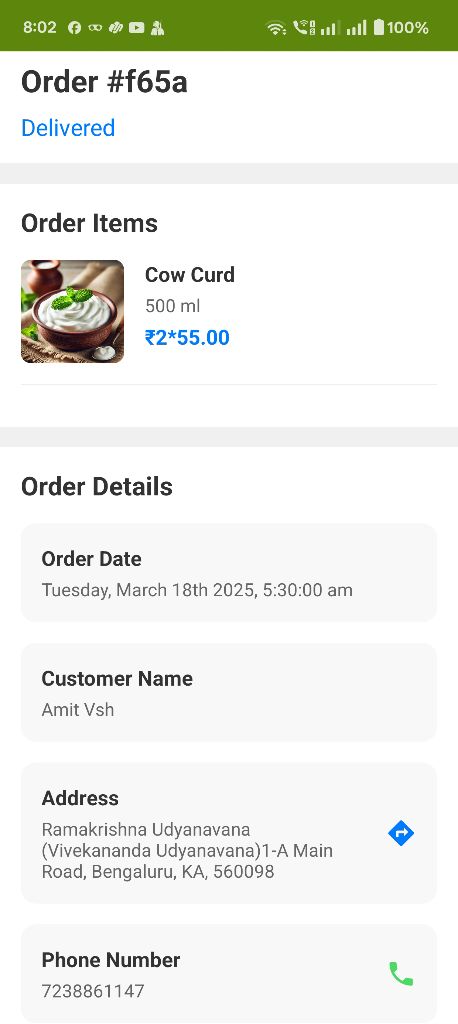 8:02
100%
Order #f65a
Delivered
Order Items
Cow Curd
500 ml
₹2*55.00
Order Details
Order Date
Tuesday, March 18th 2025, 5:30:00 am
Customer Name
Amit Vsh
Address
Ramakrishna Udyanavana
(Vivekananda Udyanavana)1-A Main
Road, Bengaluru, KA, 560098
Phone Number
7238861147